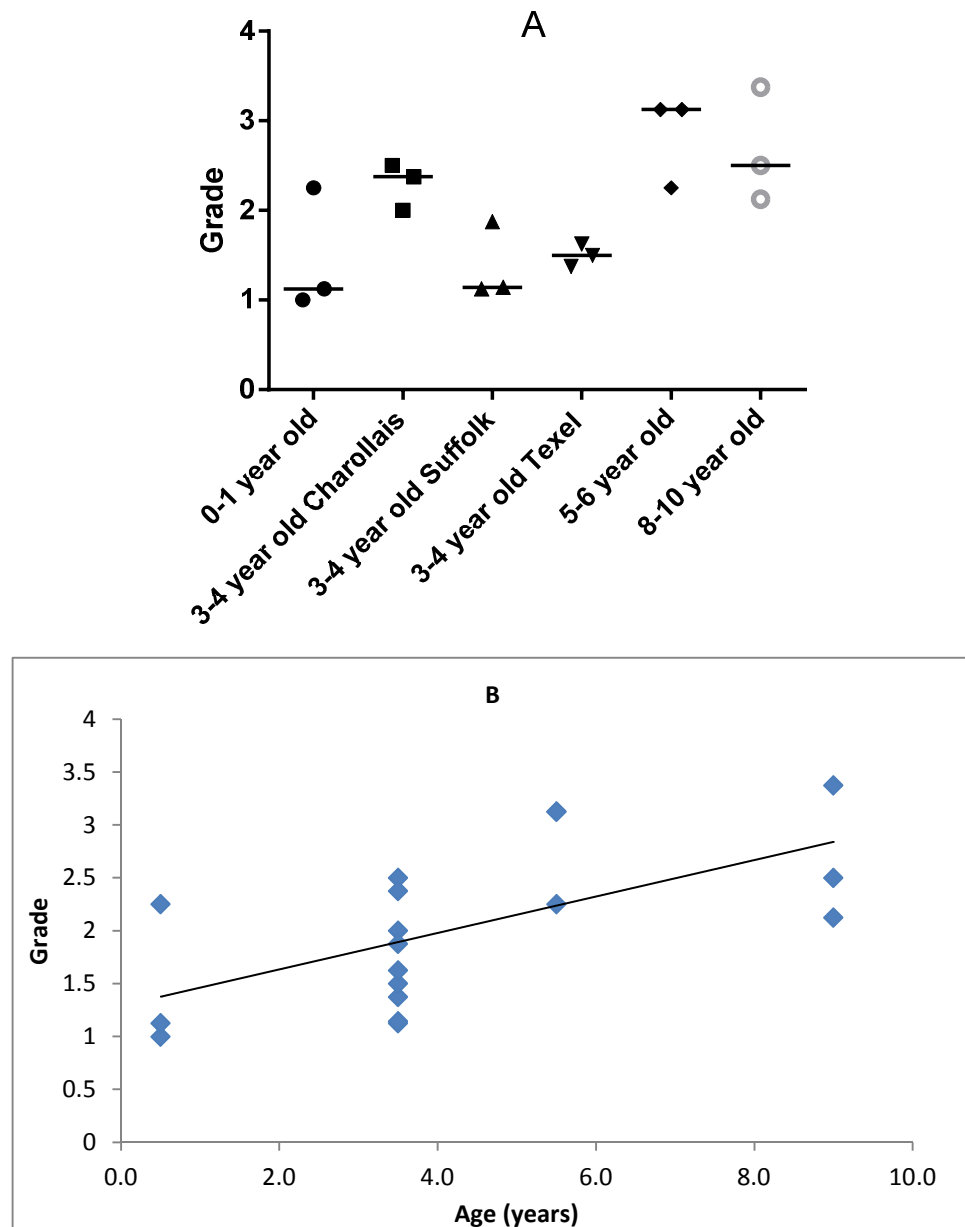 A
4
3
2
1
0
Grade
0-1 year old
3-4 year old Charollais
3-4 year old Suffolk
3-4 year old Texel
5-6 year old
8-10 year old
B
4
3.5
3
2.5
2
1.5
1
0.5
0
Grade
0.0 2.0 4.0 6.0 8.0 10.0
Age (years)